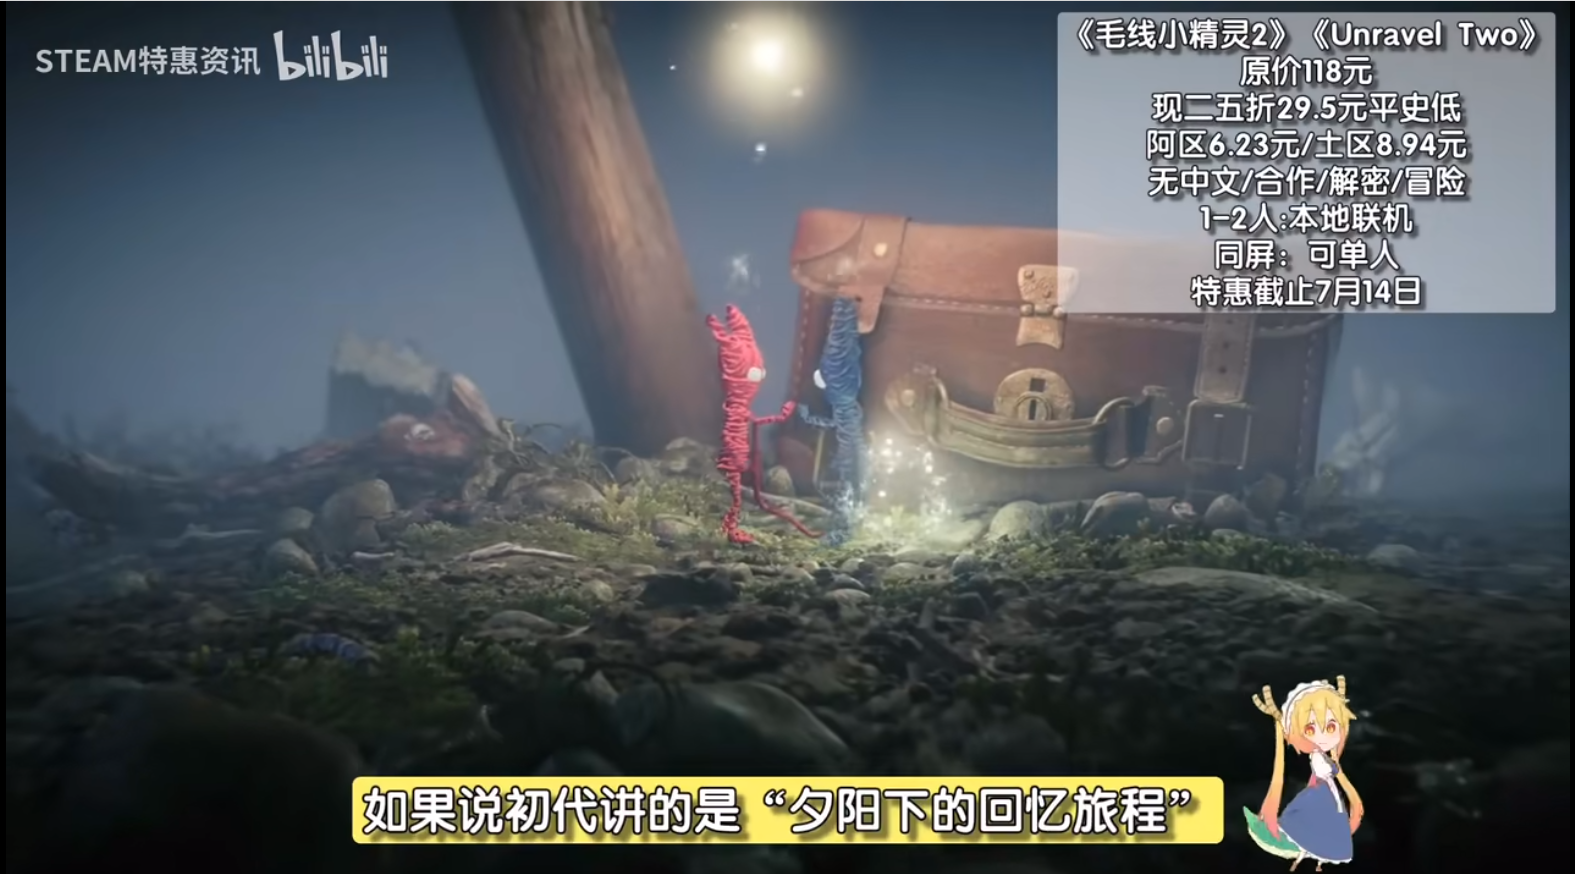 STEAM特惠资讯 bilibili
《毛线小精灵2》《Unravel Two》
原价118元
现二五折29.5元平史低
阿区6.23元/土区8.94元
无中文/合作/解密/冒险
1-2人:本地联机
同屏：可单人
特惠截止7月14日
如果说初代讲的是“夕阳下的回忆旅程”